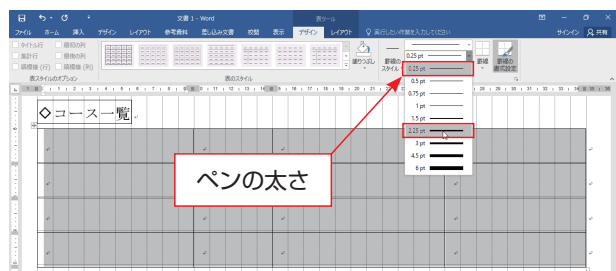 文書 1 - Word
表ツール
ファイル ホーム 挿入 デザイン レイアウト 参考資料 差し込み文書 校閲 表示 デザイン レイアウト 実行したい作業を入力してください サインイン 共有
タイトル行 最初の列
集計行 最後の列
縞模様 (行) 縞模様 (列)
塗りつぶし
罫線の
スタイル
0.25 pt
罫線
罫線の
書式設定
表スタイルのオプション
表のスタイル
0.25 pt
0.5 pt
0.75 pt
1 pt
1.5 pt
2.25 pt
3 pt
4.5 pt
6 pt
◇コース一覧
ペンの太さ